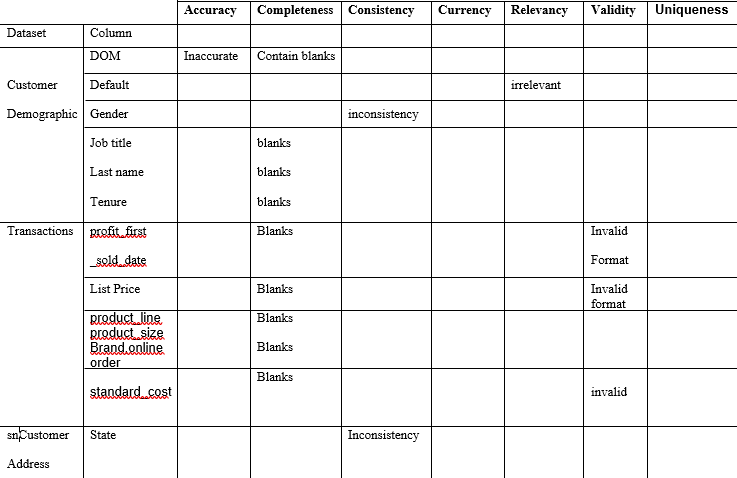 Accuracy Completeness Consistency Currency Relevancy Validity Uniqueness
Dataset Column
DOM Inaccurate Contain blanks
Customer Default irrelevant
Demographic Gender inconsistency
Job title blanks
Last name blanks
Tenure blanks
Transactions profit_first Blanks Invalid
_sold_date Format
List Price Blanks Invalid
format
product_line Blanks
product_size
Brand,online Blanks
order
Blanks
standard_cost invalid
snCustomer State Inconsistency
Address